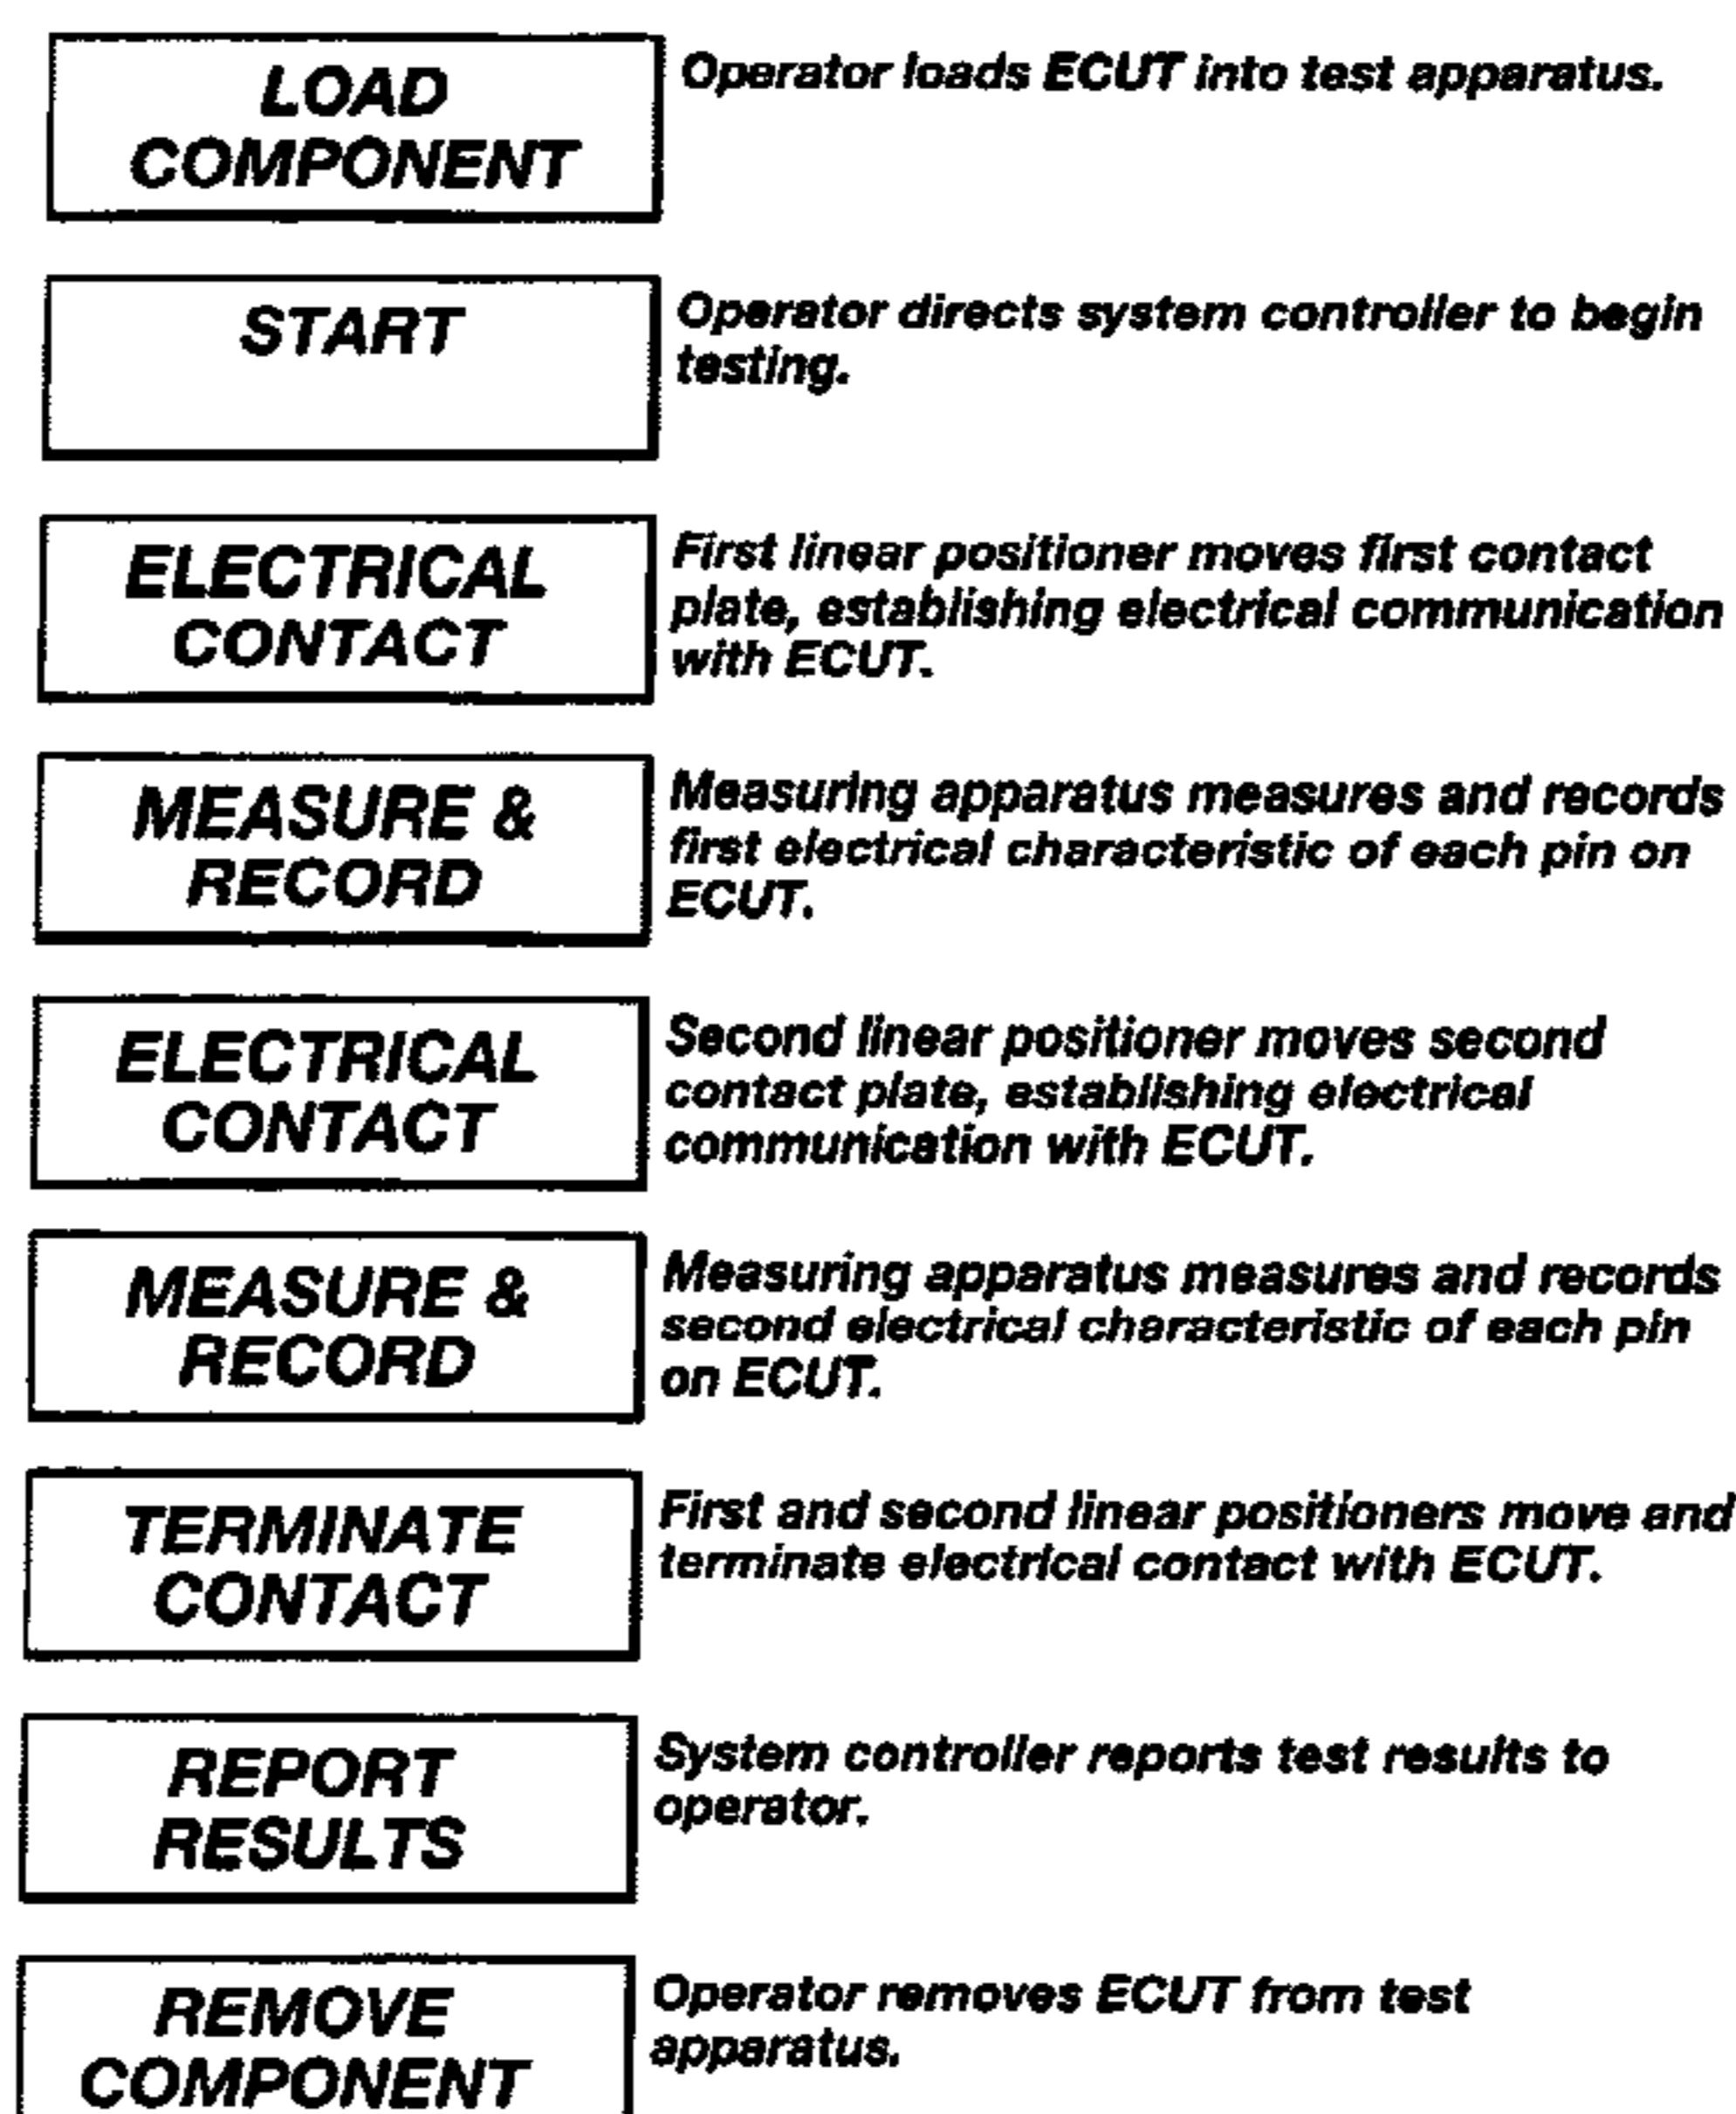 LOAD
COMPONENT
Operator loads ECUT into test apparatus.
START
Operator directs system controller to begin
testing.
ELECTRICAL
CONTACT
First linear positioner moves first contact
plate, establishing electrical communication
with ECUT.
MEASURE &
RECORD
Measuring apparatus measures and records
first electrical characteristic of each pin on
ECUT.
ELECTRICAL
CONTACT
Second linear positioner moves second
contact plate, establishing electrical
communication with ECUT.
MEASURE &
RECORD
Measuring apparatus measures and records
second electrical characteristic of each pin
on ECUT.
TERMINATE
CONTACT
First and second linear positioners move and
terminate electrical contact with ECUT.
REPORT
RESULTS
System controller reports test results to
operator.
REMOVE
COMPONENT
Operator removes ECUT from test
apparatus.